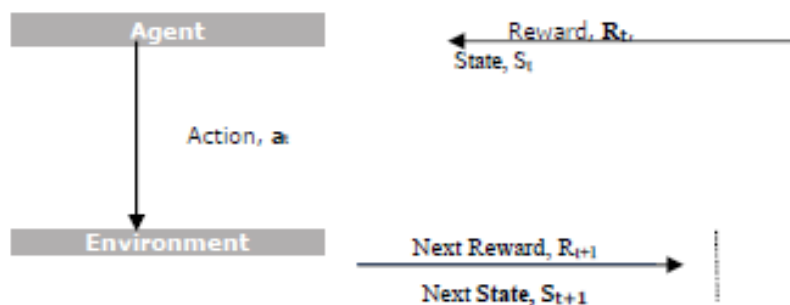 Agent
Reward, Rt,
State, St
Action, at
Environment
Next Reward, Rt+1
Next State, St+1